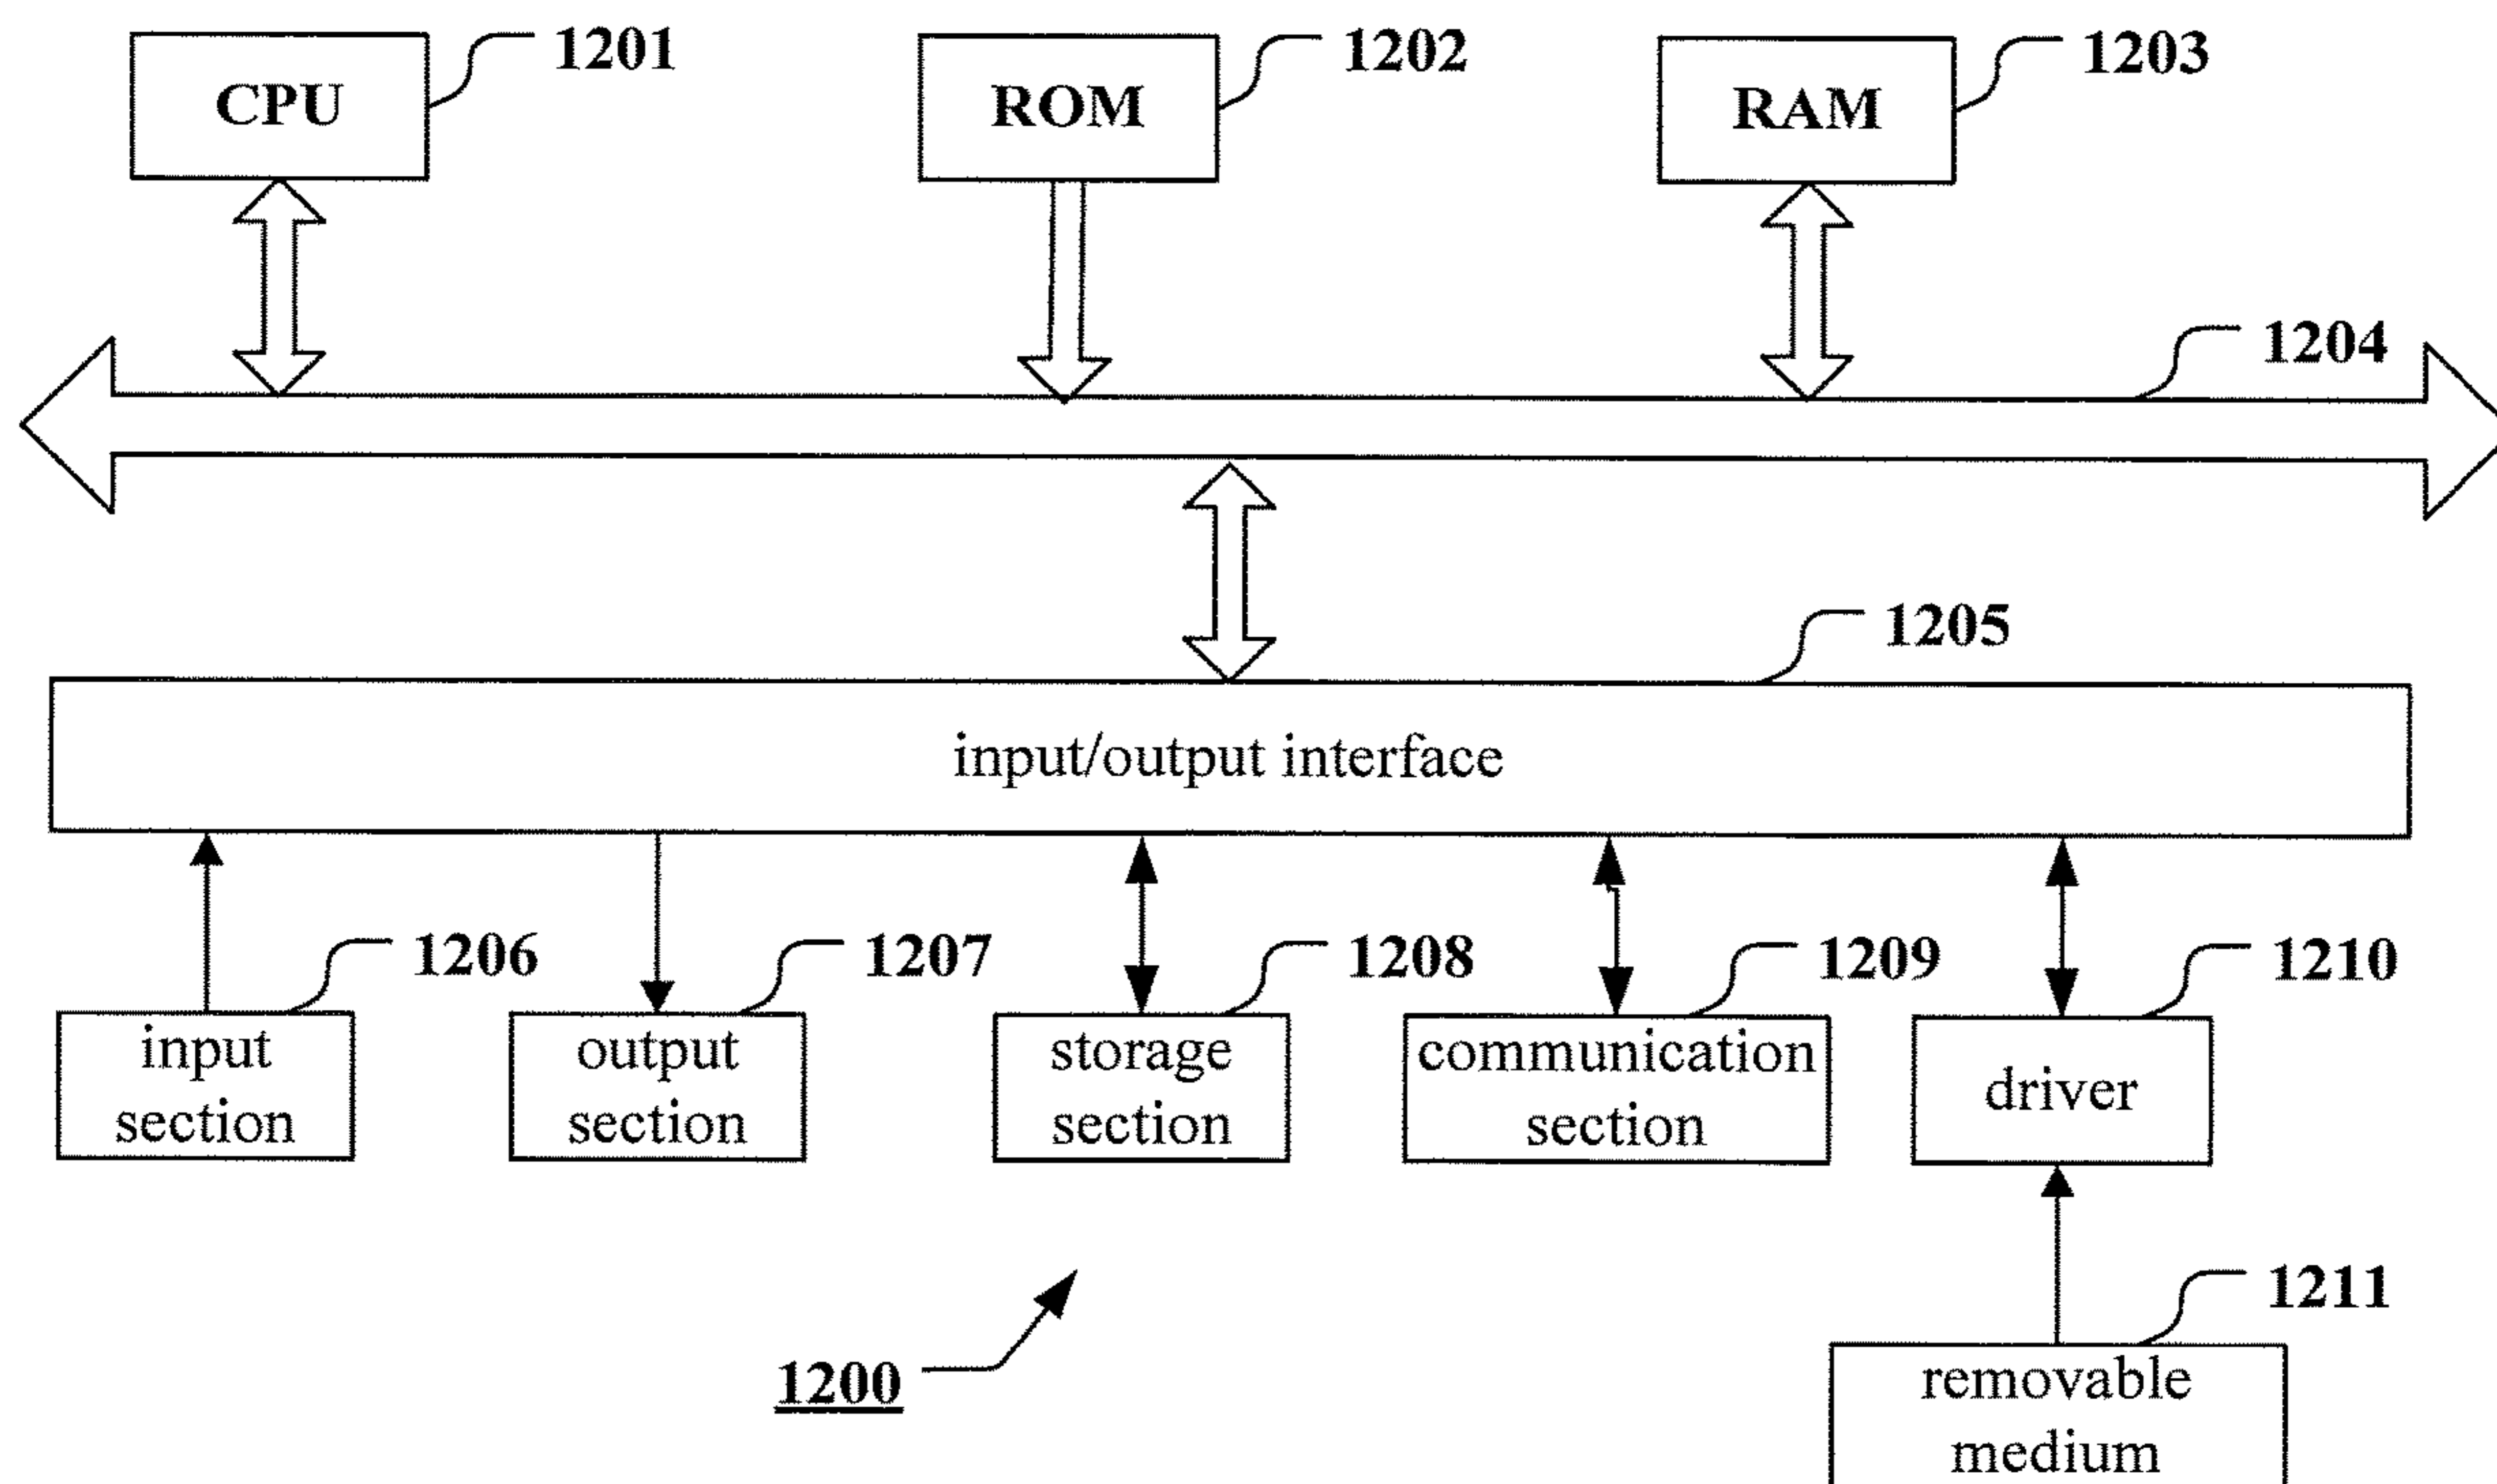 CPU
1201
ROM
1202
RAM
1203
1204
1205
input/output interface
1206
1207
1208
1209
1210
input
section
output
section
storage
section
communication
section
driver
1211
1200
removable
medium